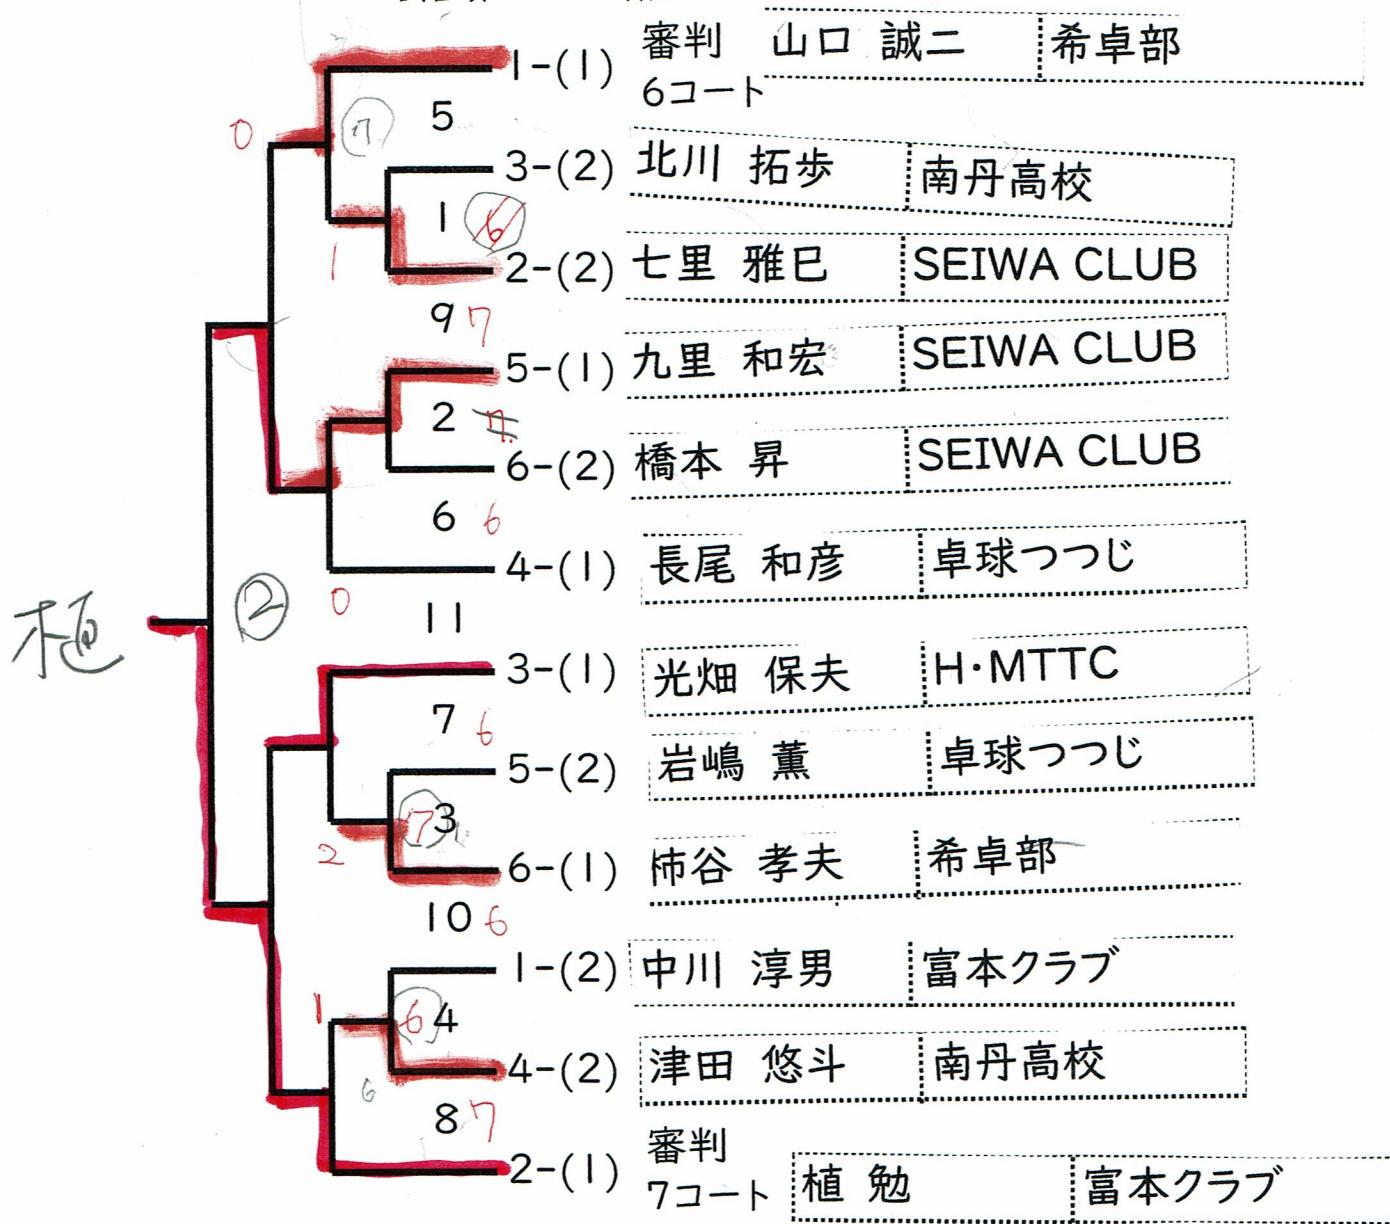 1-(1) 審判 山口 誠二 希卓部
6コート
0 5
3-(2) 北川 拓歩 南丹高校
1 6
1 2-(2) 七里 雅巳 SEIWA CLUB
9 7
5-(1) 九里 和宏 SEIWA CLUB
2 7
6-(2) 橋本 昇 SEIWA CLUB
6 6
4-(1) 長尾 和彦 卓球つつじ
0 11
植 ②
3-(1) 光畑 保夫 H・MTTC
7 6
5-(2) 岩嶋 薫 卓球つつじ
7 3
2 6-(1) 柿谷 孝夫 希卓部
10 6
1-(2) 中川 淳男 富本クラブ
1 6 4
4-(2) 津田 悠斗 南丹高校
6 8 7
2-(1) 審判
7コート 植 勉 富本クラブ